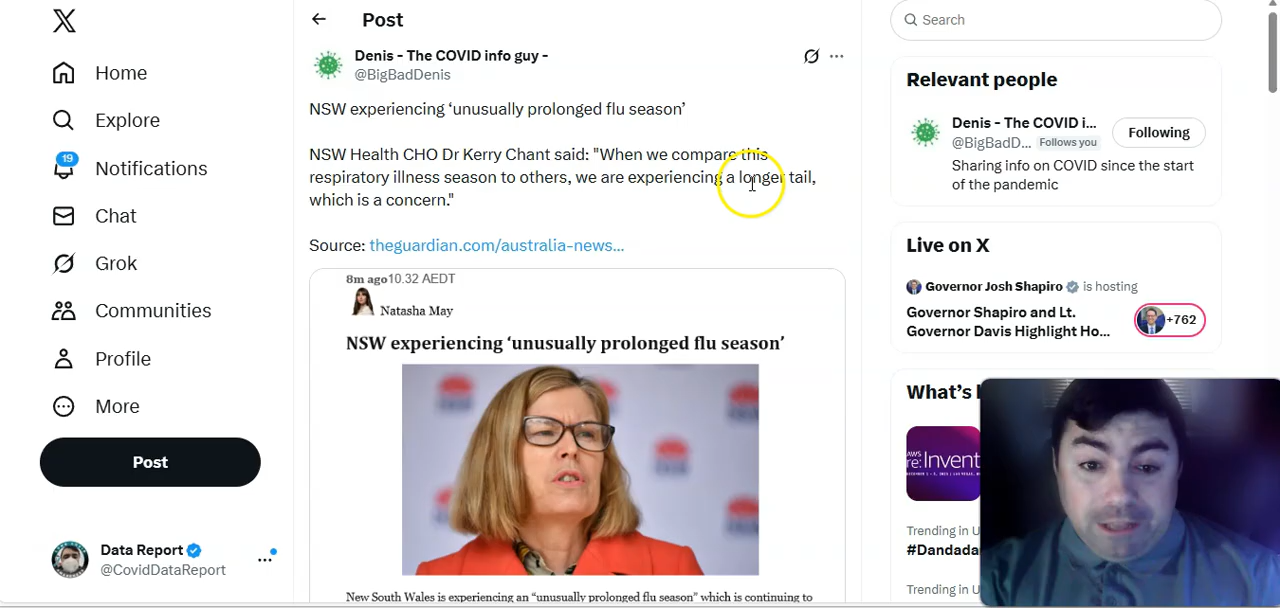 Post
Search
Home
Explore
19
Notifications
Chat
Grok
Communities
Profile
More
Post
Data Report
@CovidDataReport
Denis - The COVID info guy -
@BigBadDenis
NSW experiencing ‘unusually prolonged flu season’
NSW Health CHO Dr Kerry Chant said: "When we compare this
respiratory illness season to others, we are experiencing a longer tail,
which is a concern."
Source: theguardian.com/australia-news...
8m ago10.32 AEDT
Natasha May
NSW experiencing ‘unusually prolonged flu season’
New South Wales is experiencing an “unusually prolonged flu season” which is continuing to
Relevant people
Denis - The COVID i...
@BigBadD... Follows you
Following
Sharing info on COVID since the start
of the pandemic
Live on X
Governor Josh Shapiro is hosting
Governor Shapiro and Lt.
Governor Davis Highlight Ho...
+762
What’s
aws
re:Invent
Trending in U
#Dandada
Trending in U